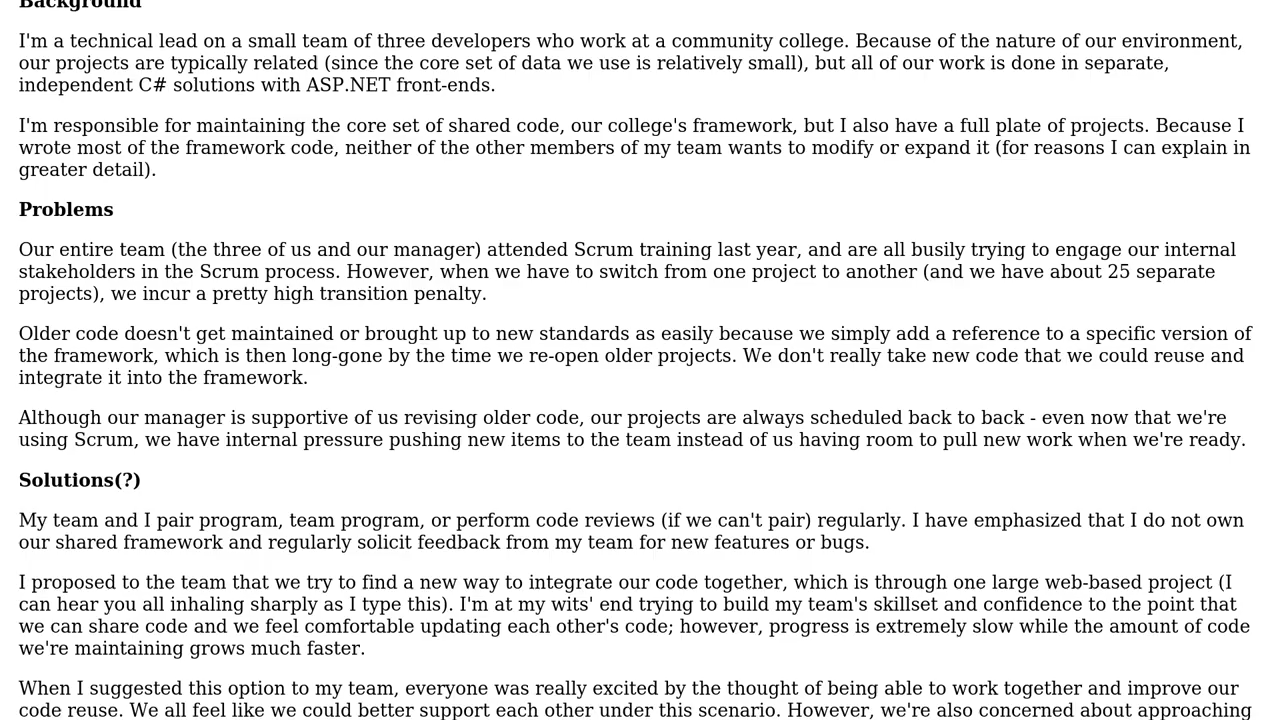 Background
I'm a technical lead on a small team of three developers who work at a community college. Because of the nature of our environment,
our projects are typically related (since the core set of data we use is relatively small), but all of our work is done in separate,
independent C# solutions with ASP.NET front-ends.
I'm responsible for maintaining the core set of shared code, our college's framework, but I also have a full plate of projects. Because I
wrote most of the framework code, neither of the other members of my team wants to modify or expand it (for reasons I can explain in
greater detail).
Problems
Our entire team (the three of us and our manager) attended Scrum training last year, and are all busily trying to engage our internal
stakeholders in the Scrum process. However, when we have to switch from one project to another (and we have about 25 separate
projects), we incur a pretty high transition penalty.
Older code doesn't get maintained or brought up to new standards as easily because we simply add a reference to a specific version of
the framework, which is then long-gone by the time we re-open older projects. We don't really take new code that we could reuse and
integrate it into the framework.
Although our manager is supportive of us revising older code, our projects are always scheduled back to back - even now that we're
using Scrum, we have internal pressure pushing new items to the team instead of us having room to pull new work when we're ready.
Solutions(?)
My team and I pair program, team program, or perform code reviews (if we can't pair) regularly. I have emphasized that I do not own
our shared framework and regularly solicit feedback from my team for new features or bugs.
I proposed to the team that we try to find a new way to integrate our code together, which is through one large web-based project (I
can hear you all inhaling sharply as I type this). I'm at my wits' end trying to build my team's skillset and confidence to the point that
we can share code and we feel comfortable updating each other's code; however, progress is extremely slow while the amount of code
we're maintaining grows much faster.
When I suggested this option to my team, everyone was really excited by the thought of being able to work together and improve our
code reuse. We all feel like we could better support each other under this scenario. However, we're also concerned about approaching